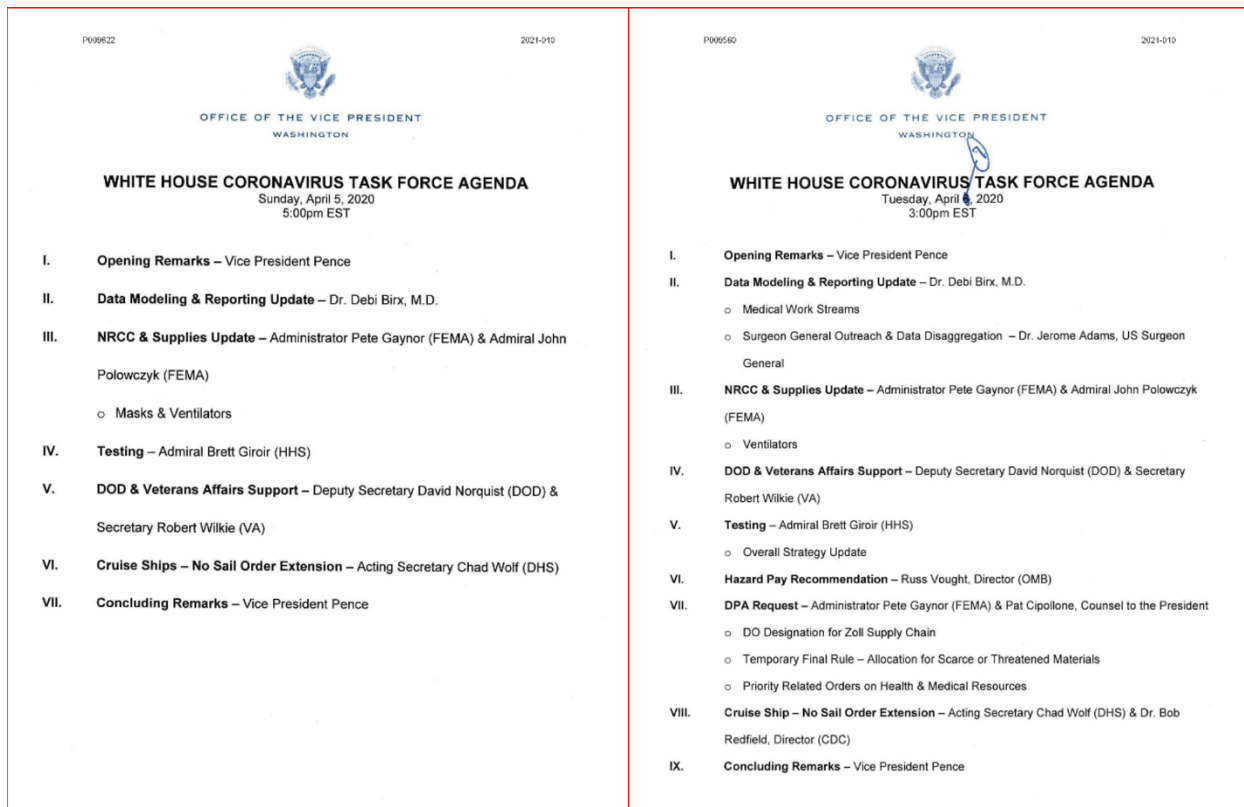 P009622 2021-010
OFFICE OF THE VICE PRESIDENT
WASHINGTON
WHITE HOUSE CORONAVIRUS TASK FORCE AGENDA
Sunday, April 5, 2020
5:00pm EST
I. Opening Remarks – Vice President Pence
II. Data Modeling & Reporting Update – Dr. Debi Birx, M.D.
III. NRCC & Supplies Update – Administrator Pete Gaynor (FEMA) & Admiral John
Polowczyk (FEMA)
o Masks & Ventilators
IV. Testing – Admiral Brett Giroir (HHS)
V. DOD & Veterans Affairs Support – Deputy Secretary David Norquist (DOD) &
Secretary Robert Wilkie (VA)
VI. Cruise Ships – No Sail Order Extension – Acting Secretary Chad Wolf (DHS)
VII. Concluding Remarks – Vice President Pence
P009560 2021-010
OFFICE OF THE VICE PRESIDENT
WASHINGTON
7
WHITE HOUSE CORONAVIRUS TASK FORCE AGENDA
Tuesday, April , 2020
3:00pm EST
I. Opening Remarks – Vice President Pence
II. Data Modeling & Reporting Update – Dr. Debi Birx, M.D.
o Medical Work Streams
o Surgeon General Outreach & Data Disaggregation – Dr. Jerome Adams, US Surgeon
General
III. NRCC & Supplies Update – Administrator Pete Gaynor (FEMA) & Admiral John Polowczyk
(FEMA)
o Ventilators
IV. DOD & Veterans Affairs Support – Deputy Secretary David Norquist (DOD) & Secretary
Robert Wilkie (VA)
V. Testing – Admiral Brett Giroir (HHS)
o Overall Strategy Update
VI. Hazard Pay Recommendation – Russ Vought, Director (OMB)
VII. DPA Request – Administrator Pete Gaynor (FEMA) & Pat Cipollone, Counsel to the President
o DO Designation for Zoll Supply Chain
o Temporary Final Rule – Allocation for Scarce or Threatened Materials
o Priority Related Orders on Health & Medical Resources
VIII. Cruise Ship – No Sail Order Extension – Acting Secretary Chad Wolf (DHS) & Dr. Bob
Redfield, Director (CDC)
IX. Concluding Remarks – Vice President Pence